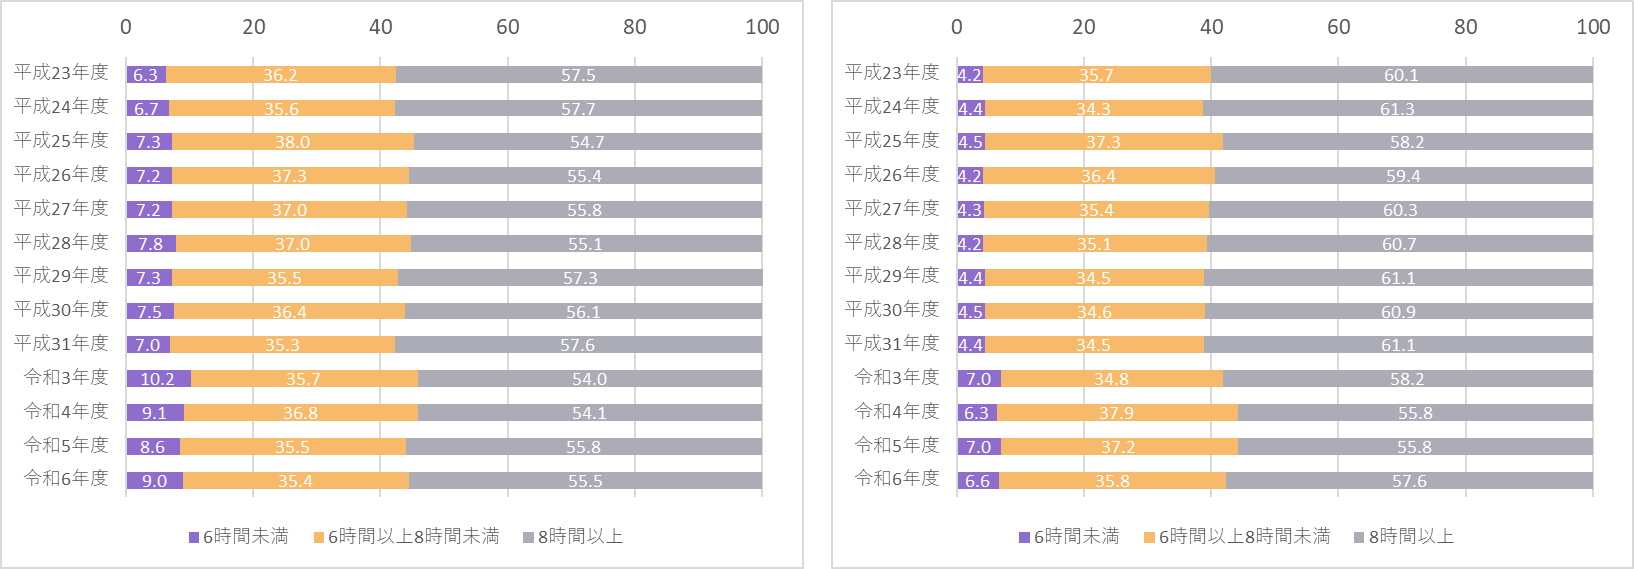 0 20 40 60 80 100
平成23年度 6.3 36.2 57.5
平成24年度 6.7 35.6 57.7
平成25年度 7.3 38.0 54.7
平成26年度 7.2 37.3 55.4
平成27年度 7.2 37.0 55.8
平成28年度 7.8 37.0 55.1
平成29年度 7.3 35.5 57.3
平成30年度 7.5 36.4 56.1
平成31年度 7.0 35.3 57.6
令和3年度 10.2 35.7 54.0
令和4年度 9.1 36.8 54.1
令和5年度 8.6 35.5 55.8
令和6年度 9.0 35.4 55.5
6時間未満 6時間以上8時間未満 8時間以上
0 20 40 60 80 100
平成23年度 4.2 35.7 60.1
平成24年度 4.4 34.3 61.3
平成25年度 4.5 37.3 58.2
平成26年度 4.2 36.4 59.4
平成27年度 4.3 35.4 60.3
平成28年度 4.2 35.1 60.7
平成29年度 4.4 34.5 61.1
平成30年度 4.5 34.6 60.9
平成31年度 4.4 34.5 61.1
令和3年度 7.0 34.8 58.2
令和4年度 6.3 37.9 55.8
令和5年度 7.0 37.2 55.8
令和6年度 6.6 35.8 57.6
6時間未満 6時間以上8時間未満 8時間以上